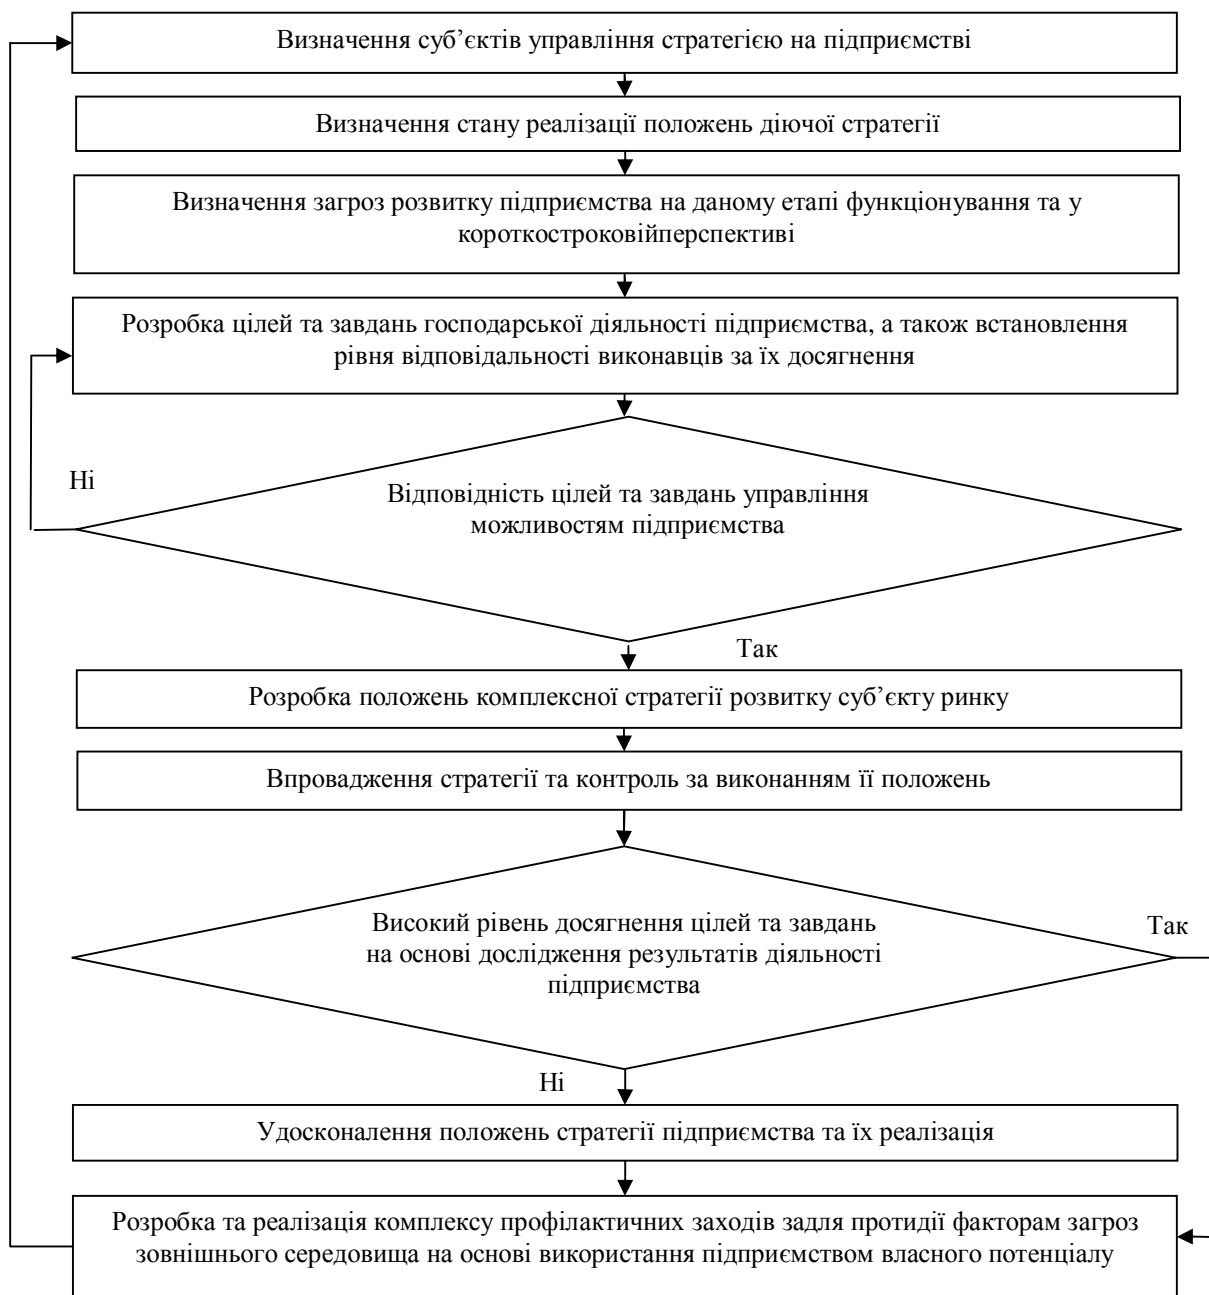 Визначення суб’єктів управління стратегією на підприємстві
Визначення стану реалізації положень діючої стратегії
Визначення загроз розвитку підприємства на даному етапі функціонування та у
короткостроковійперспективі
Розробка цілей та завдань господарської діяльності підприємства, а також встановлення
рівня відповідальності виконавців за їх досягнення
Ні
Відповідність цілей та завдань управління
можливостям підприємства
Так
Розробка положень комплексної стратегії розвитку суб’єкту ринку
Впровадження стратегії та контроль за виконанням її положень
Високий рівень досягнення цілей та завдань
на основі дослідження результатів діяльності
підприємства
Так
Ні
Удосконалення положень стратегії підприємства та їх реалізація
Розробка та реалізація комплексу профілактичних заходів задля протидії факторам загроз
зовнішнього середовища на основі використання підприємством власного потенціалу